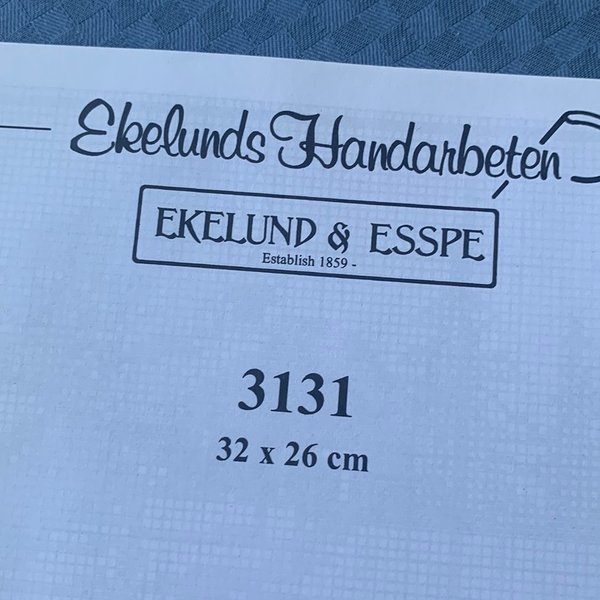 Ekelunds Handarbeten
EKELUND & ESSPE
Establish 1859 -
3131
32 x 26 cm